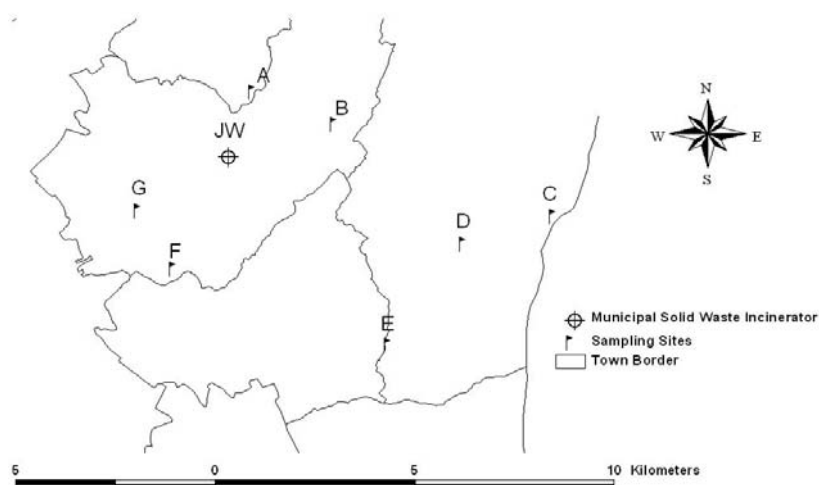 A
B
JW
G
F
E
D
C
N
W E
S
Municipal Solid Waste Incinerator
Sampling Sites
Town Border
5 0 5 10 Kilometers